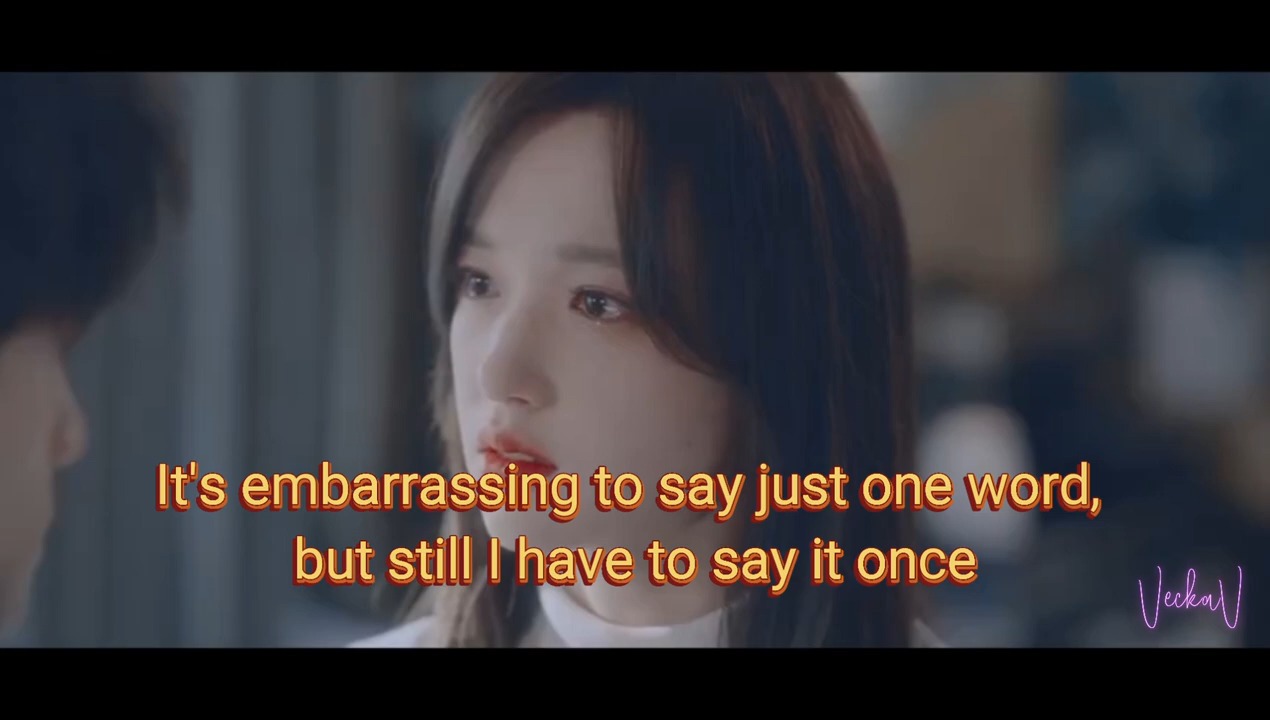 It's embarrassing to say just one word,
but still I have to say it once
VeckaV